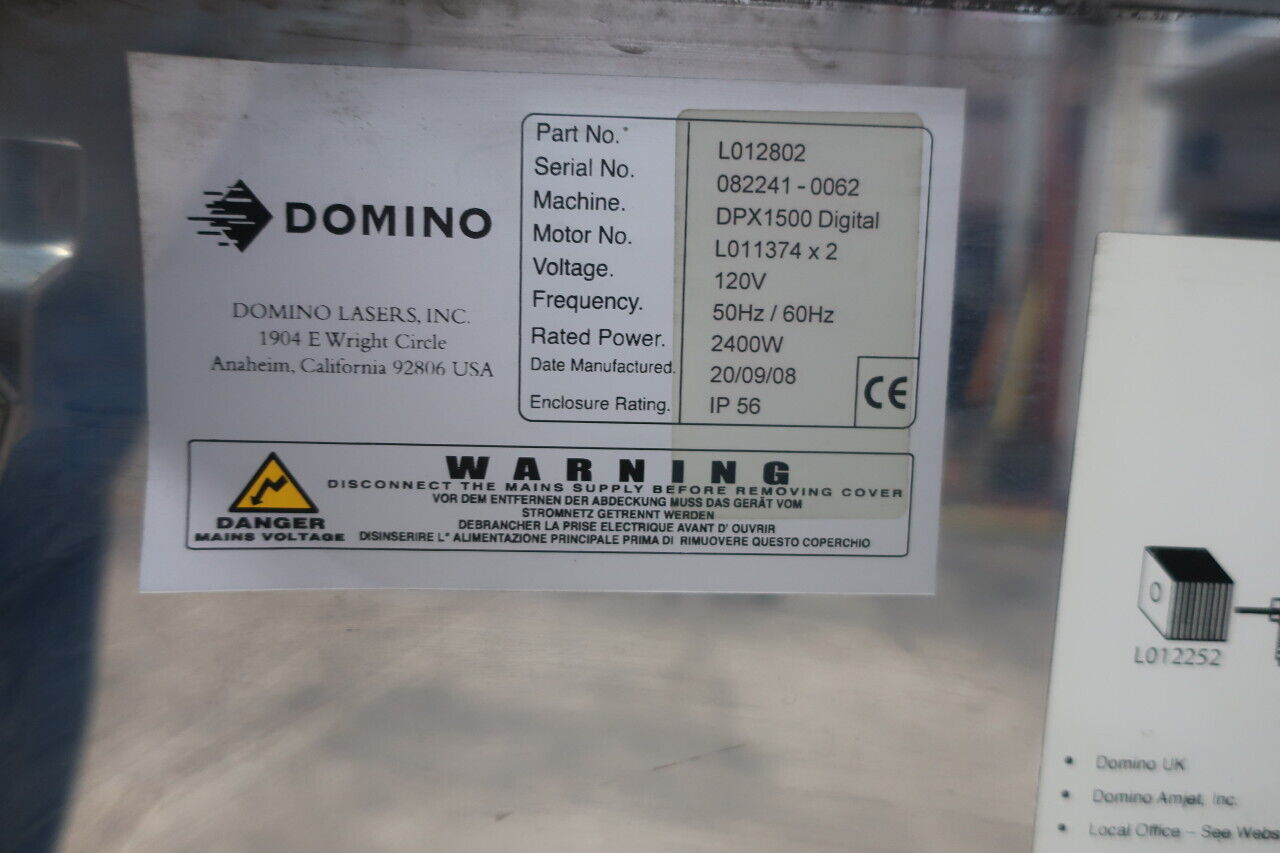 DOMINO
DOMINO LASERS, INC.
1904 E Wright Circle
Anaheim, California 92806 USA
Part No. L012802
Serial No. 082241-0062
Machine. DPX1500 Digital
Motor No. L011374 x 2
Voltage. 120V
Frequency. 50Hz / 60Hz
Rated Power. 2400W
Date Manufactured. 20/09/08
Enclosure Rating. IP 56
CE
WARNING
DISCONNECT THE MAINS SUPPLY BEFORE REMOVING COVER
VOR DEM ENTFERNEN DER ABDECKUNG MUSS DAS GERÄT VOM
STROMNETZ GETRENNT WERDEN
DEBRANCHER LA PRISE ELECTRIQUE AVANT D' OUVRIR
DISINSERIRE L' ALIMENTAZIONE PRINCIPALE PRIMA DI RIMUOVERE QUESTO COPERCHIO
DANGER
MAINS VOLTAGE
L012252
• Domino UK
• Domino Amjet, Inc.
• Local Office – See Webs